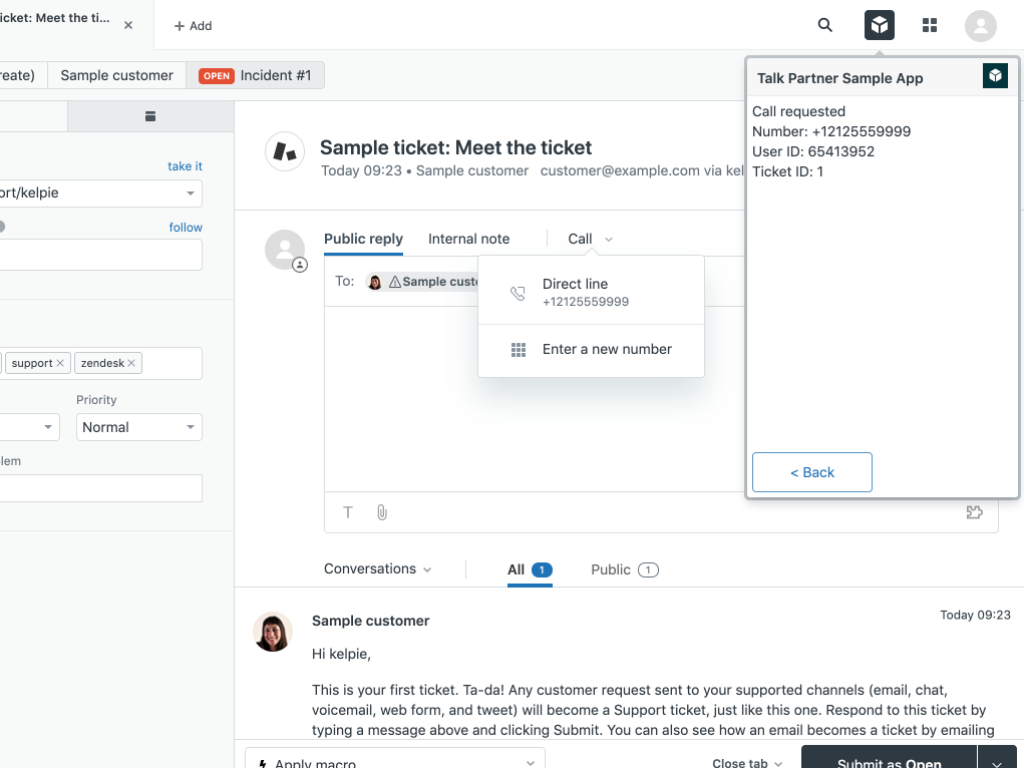 icket: Meet the ti... ×
+ Add
reate)
Sample customer
OPEN Incident #1
Talk Partner Sample App
Call requested
Number: +12125559999
User ID: 65413952
Ticket ID: 1
< Back
take it
ort/kelpie
follow
support ×
zendesk ×
Priority
Normal
lem
Sample ticket: Meet the ticket
Today 09:23 • Sample customer customer@example.com via kel
Public reply
Internal note
Call
To:
Sample custo
Direct line
+12125559999
Enter a new number
T
Conversations
All 1
Public 1
Sample customer
Today 09:23
Hi kelpie,
This is your first ticket. Ta-da! Any customer request sent to your supported channels (email, chat,
voicemail, web form, and tweet) will become a Support ticket, just like this one. Respond to this ticket by
typing a message above and clicking Submit. You can also see how an email becomes a ticket by emailing
Apply macro
Close tab
Submit as Open